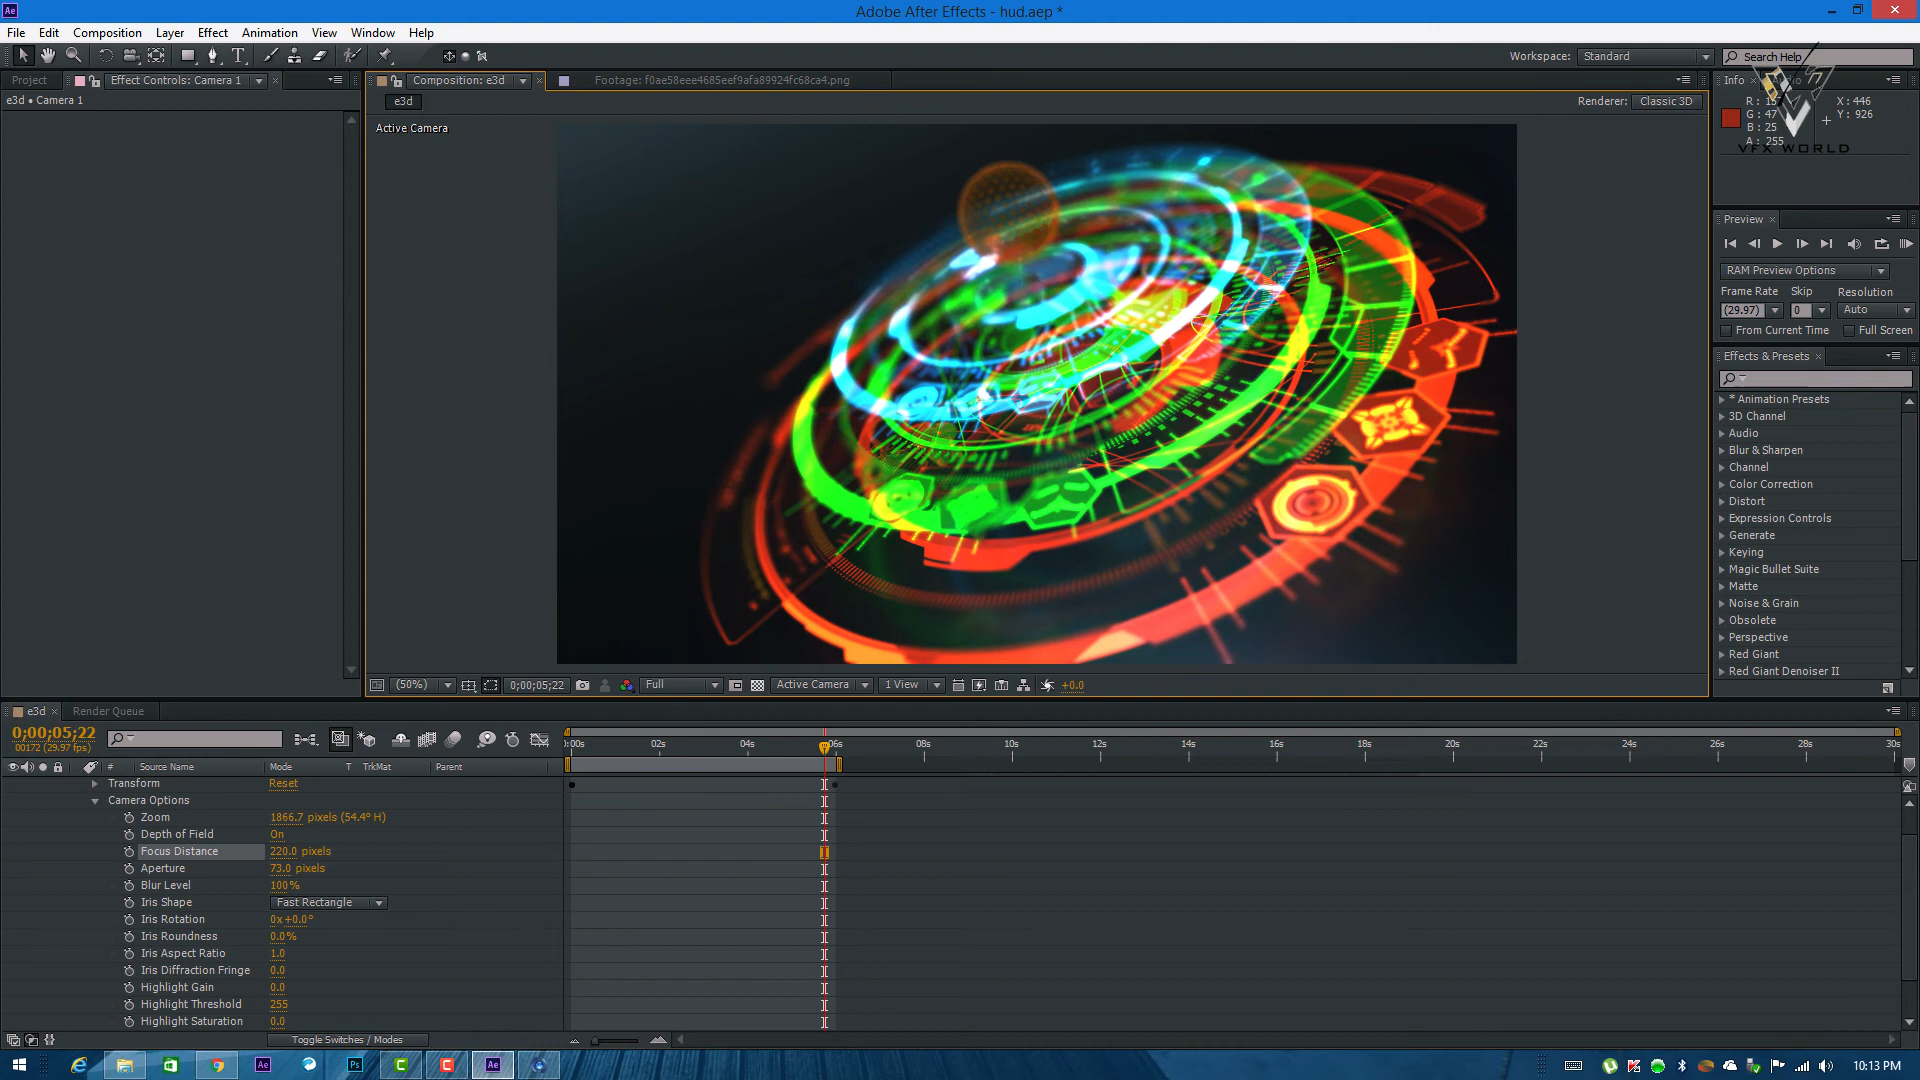 Ae
Adobe After Effects - hud.aep *
File Edit Composition Layer Effect Animation View Window Help
Workspace: Standard
Search Help
Project
Effect Controls: Camera 1
Composition: e3d
Footage: f0ae58eee4685eef9afa89924fc68ca4.png
Info
e3d • Camera 1
e3d
Renderer: Classic 3D
R :
G : 47
B : 25
A : 255
X : 446
Y : 926
VFX WORLD
Active Camera
Preview
RAM Preview Options
Frame Rate Skip Resolution
(29.97) 0 Auto
From Current Time Full Screen
Effects & Presets
* Animation Presets
3D Channel
Audio
Blur & Sharpen
Channel
Color Correction
Distort
Expression Controls
Generate
Keying
Magic Bullet Suite
Matte
Noise & Grain
Obsolete
Perspective
Red Giant
Red Giant Denoiser II
(50%) 0;00;05;22 Full Active Camera 1 View +0.0
e3d Render Queue
0;00;05;22
00172 (29.97 fps)
02s 04s 06s 08s 10s 12s 14s 16s 18s 20s 22s 24s 26s 28s 30s
# Source Name Mode T TrkMat Parent
Transform Reset
Camera Options
Zoom 1866.7 pixels (54.4° H)
Depth of Field On
Focus Distance 220.0 pixels
Aperture 73.0 pixels
Blur Level 100%
Iris Shape Fast Rectangle
Iris Rotation 0x+0.0°
Iris Roundness 0.0%
Iris Aspect Ratio 1.0
Iris Diffraction Fringe 0.0
Highlight Gain 0.0
Highlight Threshold 255
Highlight Saturation 0.0
Toggle Switches / Modes
Ae Ps C C Ae
10:13 PM